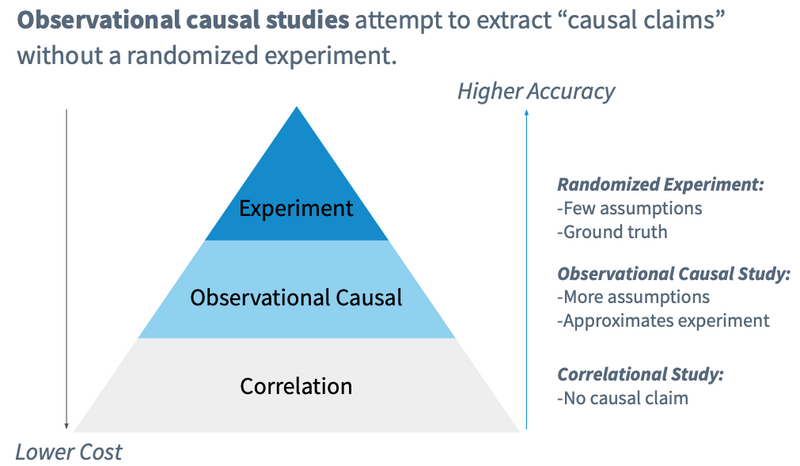 Observational causal studies attempt to extract “causal claims”
without a randomized experiment.
Higher Accuracy
Experiment
Observational Causal
Correlation
Randomized Experiment:
-Few assumptions
-Ground truth
Observational Causal Study:
-More assumptions
-Approximates experiment
Correlational Study:
-No causal claim
Lower Cost